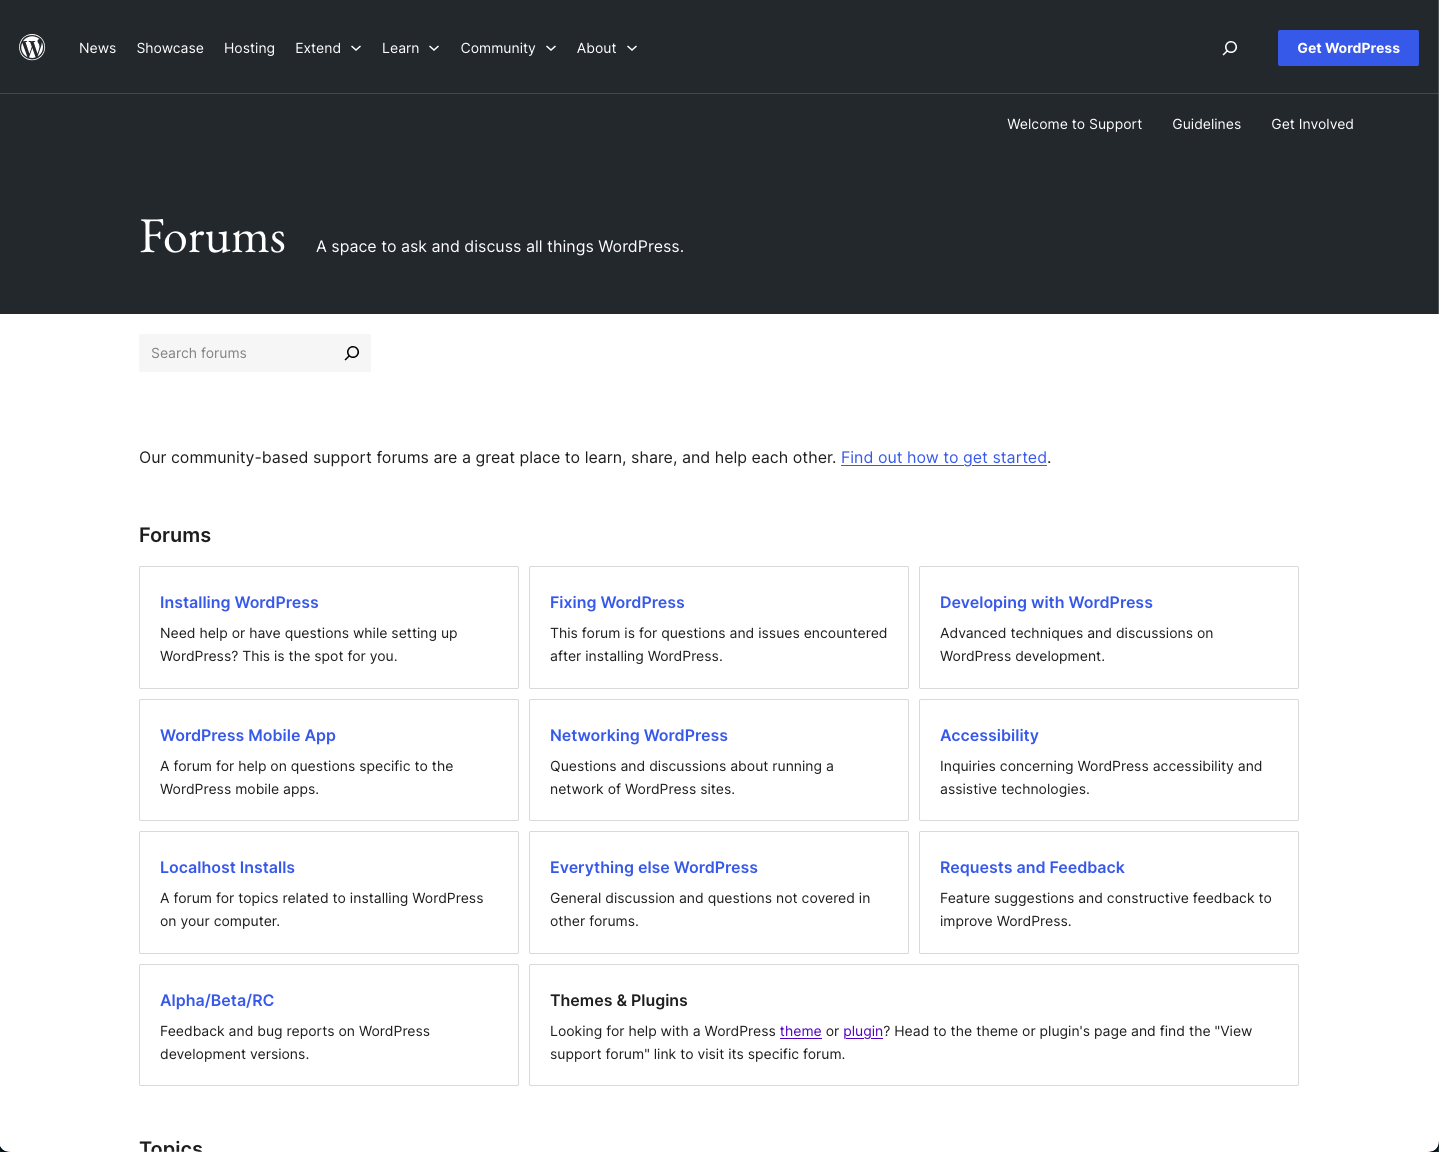 News Showcase Hosting Extend Learn Community About Get WordPress
Welcome to Support Guidelines Get Involved
Forums A space to ask and discuss all things WordPress.
Search forums
Our community-based support forums are a great place to learn, share, and help each other. Find out how to get started.
Forums
Installing WordPress
Need help or have questions while setting up
WordPress? This is the spot for you.
Fixing WordPress
This forum is for questions and issues encountered
after installing WordPress.
Developing with WordPress
Advanced techniques and discussions on
WordPress development.
WordPress Mobile App
A forum for help on questions specific to the
WordPress mobile apps.
Networking WordPress
Questions and discussions about running a
network of WordPress sites.
Accessibility
Inquiries concerning WordPress accessibility and
assistive technologies.
Localhost Installs
A forum for topics related to installing WordPress
on your computer.
Everything else WordPress
General discussion and questions not covered in
other forums.
Requests and Feedback
Feature suggestions and constructive feedback to
improve WordPress.
Alpha/Beta/RC
Feedback and bug reports on WordPress
development versions.
Themes & Plugins
Looking for help with a WordPress theme or plugin? Head to the theme or plugin's page and find the "View
support forum" link to visit its specific forum.
Topics